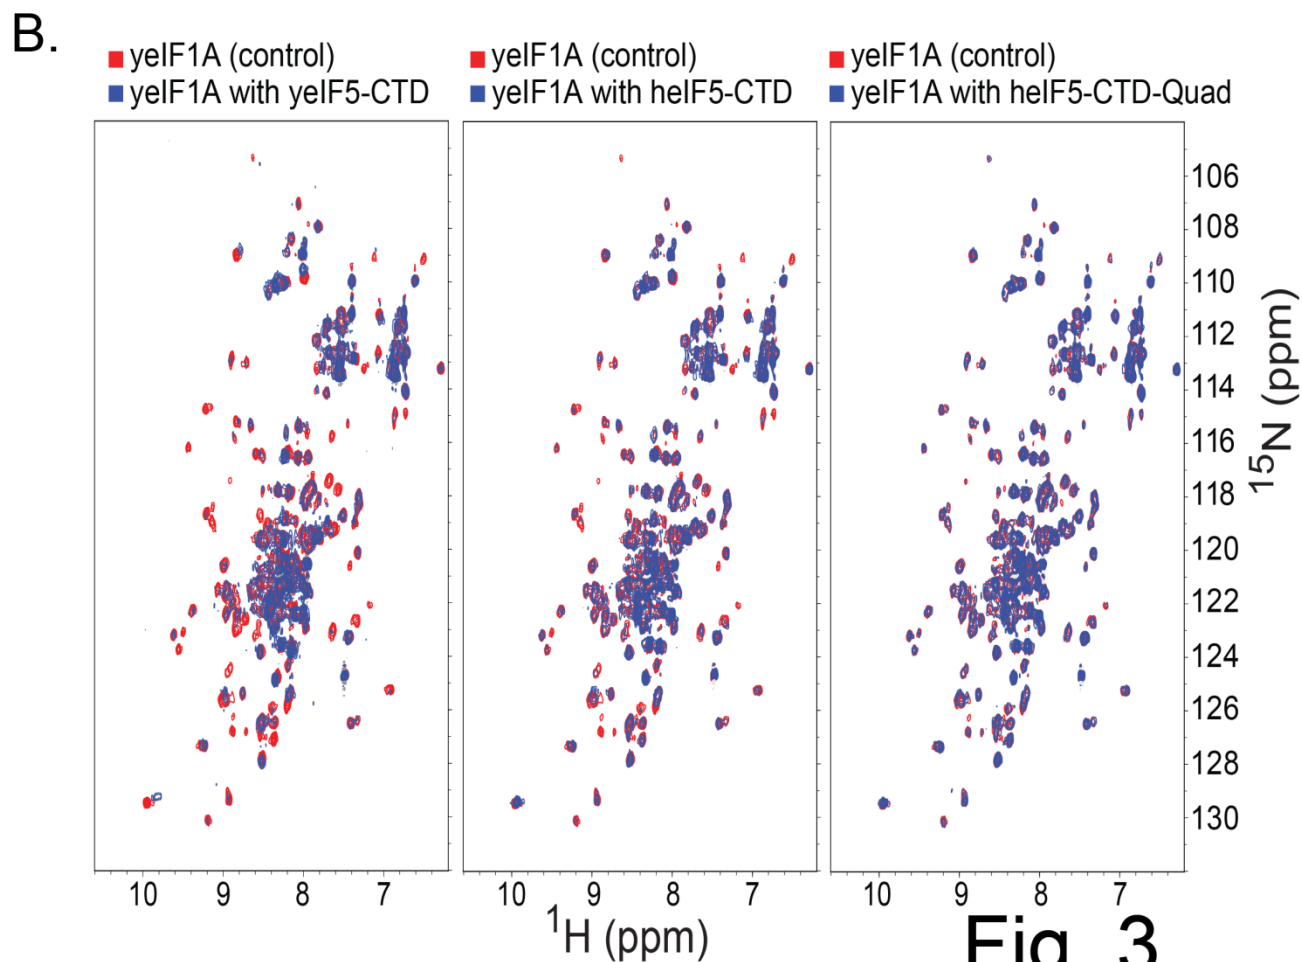 B.
yeIF1A (control)
yeIF1A with yeIF5-CTD
yeIF1A (control)
yeIF1A with heIF5-CTD
yeIF1A (control)
yeIF1A with heIF5-CTD-Quad
106
108
110
112
114
116
118
120
122
124
126
128
130
15N (ppm)
10 9 8 7
10 9 8 7
10 9 8 7
1H (ppm)
Fig. 3